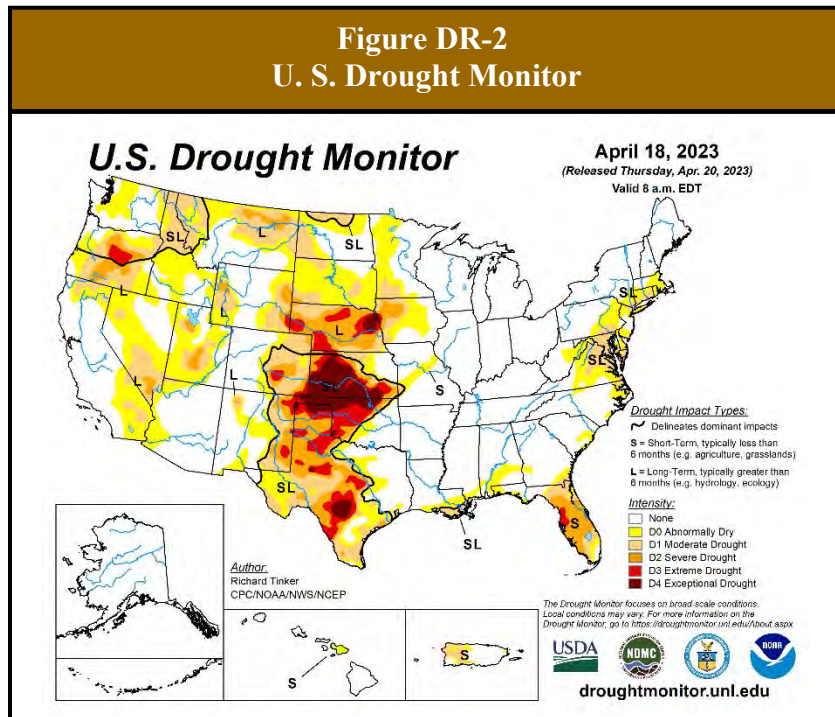 Figure DR-2
U. S. Drought Monitor
U.S. Drought Monitor
April 18, 2023
(Released Thursday, Apr. 20, 2023)
Valid 8 a.m. EDT
SL
L
SL
L
L
L
L
L
S
SL
SL
SL
S
SL
Drought Impact Types:
Delineates dominant impacts
S = Short-Term, typically less than
6 months (e.g. agriculture, grasslands)
L = Long-Term, typically greater than
6 months (e.g. hydrology, ecology)
Intensity:
None
D0 Abnormally Dry
D1 Moderate Drought
D2 Severe Drought
D3 Extreme Drought
D4 Exceptional Drought
Author:
Richard Tinker
CPC/NOAA/NWS/NCEP
S
S
The Drought Monitor focuses on broad-scale conditions.
Local conditions may vary. For more information on the
Drought Monitor, go to https://droughtmonitor.unl.edu/About.aspx
USDA
NDMC
NOAA
droughtmonitor.unl.edu